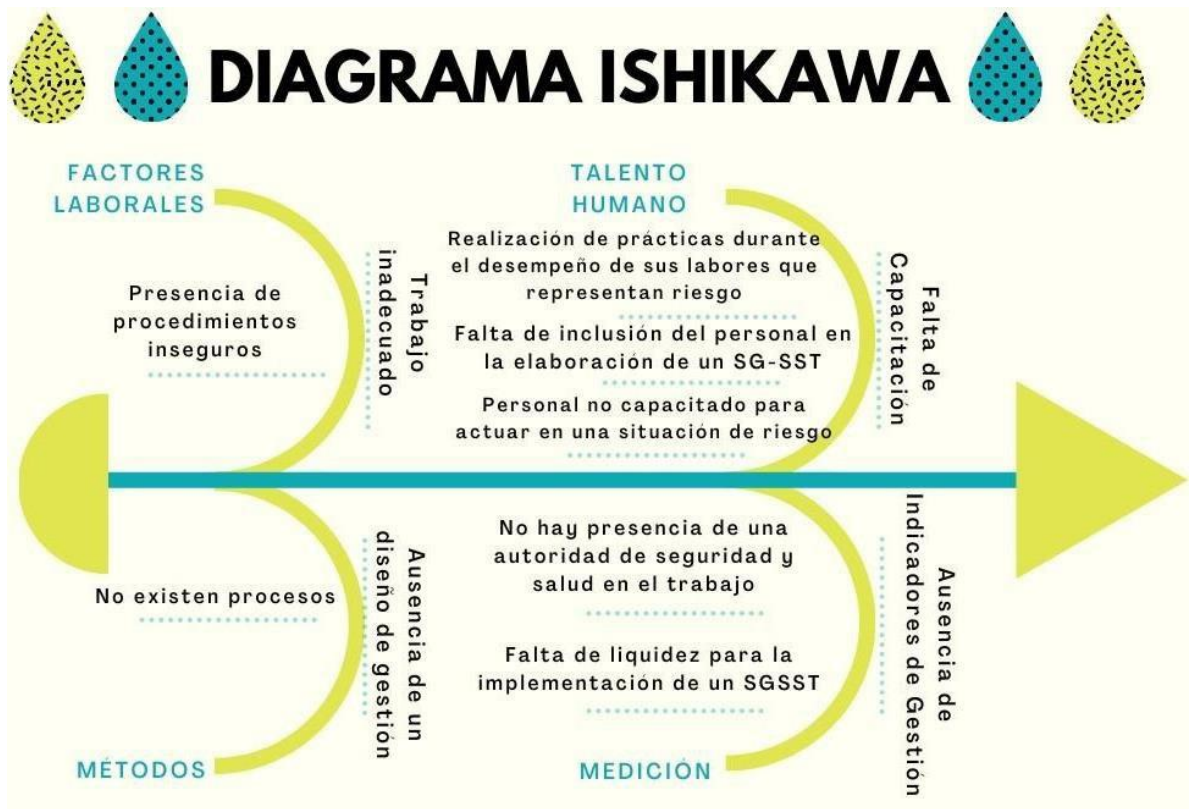 DIAGRAMA ISHIKAWA
FACTORES
LABORALES
Presencia de
procedimientos
inseguros
Trabajo
inadecuado
TALENTO
HUMANO
Realización de prácticas durante
el desempeño de sus labores que
representan riesgo
Falta de inclusión del personal en
la elaboración de un SG-SST
Personal no capacitado para
actuar en una situación de riesgo
Falta de
Capacitación
No existen procesos
Ausencia de un
diseño de gestión
MÉTODOS
No hay presencia de una
autoridad de seguridad y
salud en el trabajo
Falta de liquidez para la
implementación de un SGSST
Ausencia de
Indicadores de Gestión
MEDICIÓN